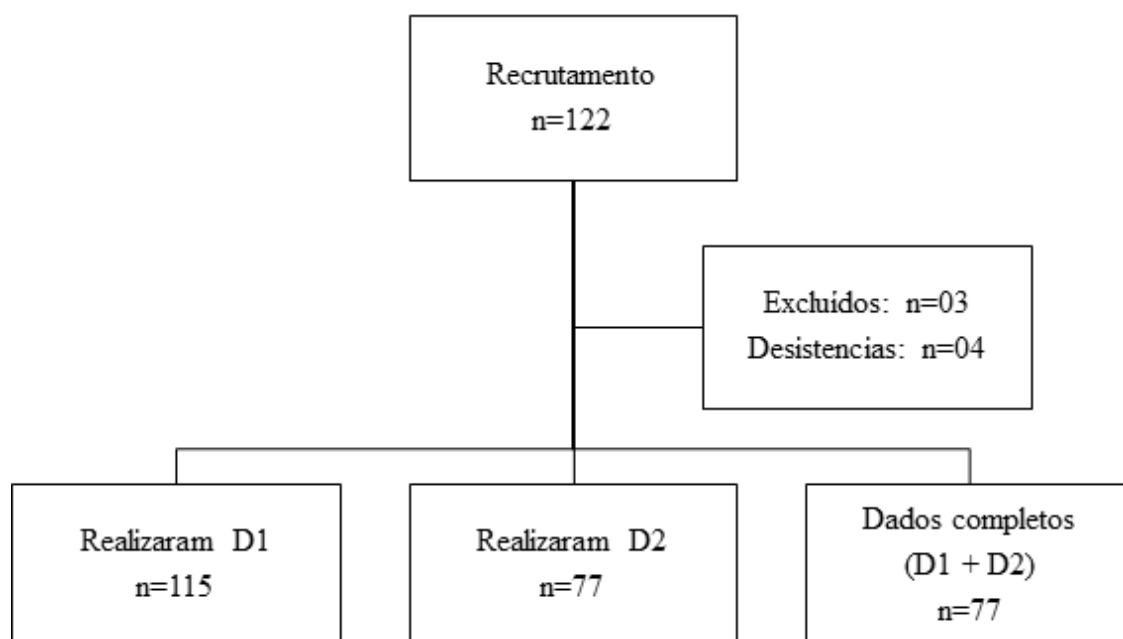 Recrutamento
n=122
Excluídos: n=03
Desistencias: n=04
Realizaram D1
n=115
Realizaram D2
n=77
Dados completos
(D1 + D2)
n=77